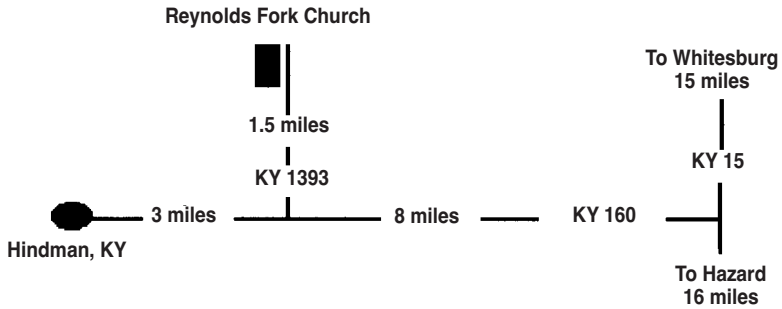 Reynolds Fork Church
To Whitesburg
15 miles
1.5 miles
KY 15
KY 1393
3 miles
8 miles
KY 160
Hindman, KY
To Hazard
16 miles